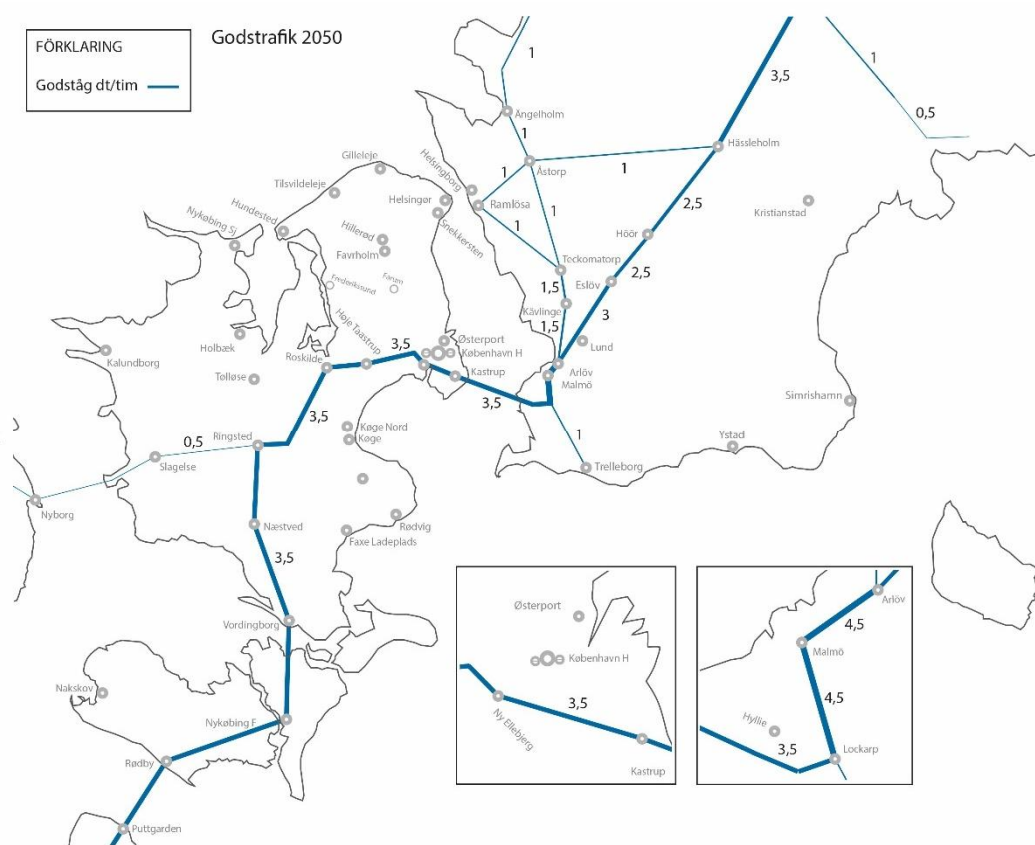 FÖRKLARING
Godståg dt/tim
Godstrafik 2050
1
1
3,5
0,5
Ängelholm
1
Hässleholm
Gilleleje
Helsingborg
Åstorp
1
1
Tilsvildeleje
Helsingør
Ramlösa
Kristianstad
Nykøbing Sj
Hundested
Snekkersten
1
1
2,5
Hillerød
Favrholm
Höör
Teckomatorp
2,5
Frederikssund
Farum
1,5
Eslöv
Kävlinge
3
1,5
Holbæk
Høje Taastrup
3,5
Østerport
København H
Lund
Kalundborg
Roskilde
Arlöv
Malmö
Kastrup
Tølløse
3,5
3,5
Simrishamn
Køge Nord
Køge
1
Ringsted
0,5
Slagelse
Ystad
Trelleborg
Nyborg
Næstved
Rødvig
Faxe Ladeplads
3,5
Vordingborg
Nakskov
Nykøbing F
Rødby
Puttgarden
Østerport
København H
3,5
Ny Ellebjerg
Kastrup
Arlöv
4,5
Malmö
4,5
Hyllie
3,5
Lockarp